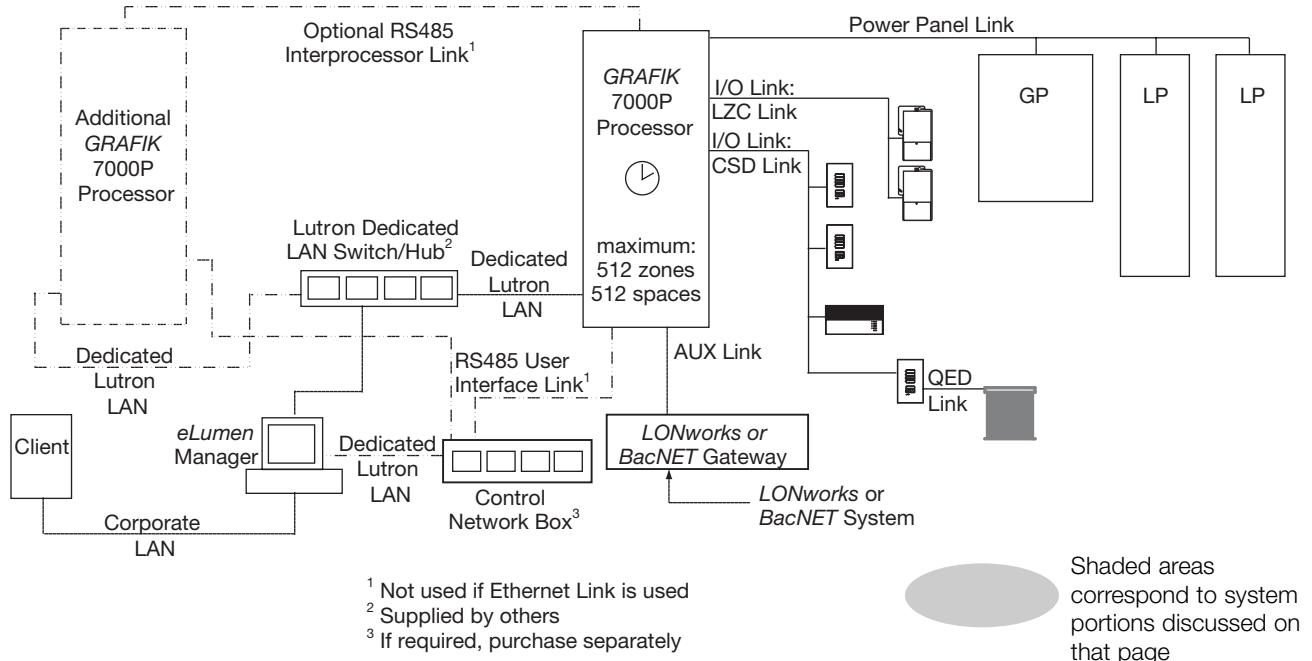 Optional RS485
Interprocessor Link¹
Power Panel Link
Additional
GRAFIK
7000P
Processor
GRAFIK
7000P
Processor
maximum:
512 zones
512 spaces
I/O Link:
LZC Link
I/O Link:
CSD Link
GP
LP
LP
Lutron Dedicated
LAN Switch/Hub²
Dedicated
Lutron
LAN
Dedicated
Lutron
LAN
RS485 User
Interface Link¹
AUX Link
QED
Link
Client
eLumen
Manager
Dedicated
Lutron
LAN
Control
Network Box³
LONworks or
BacNET Gateway
LONworks or
BacNET System
Corporate
LAN
¹ Not used if Ethernet Link is used
² Supplied by others
³ If required, purchase separately
Shaded areas
correspond to system
portions discussed on
that page